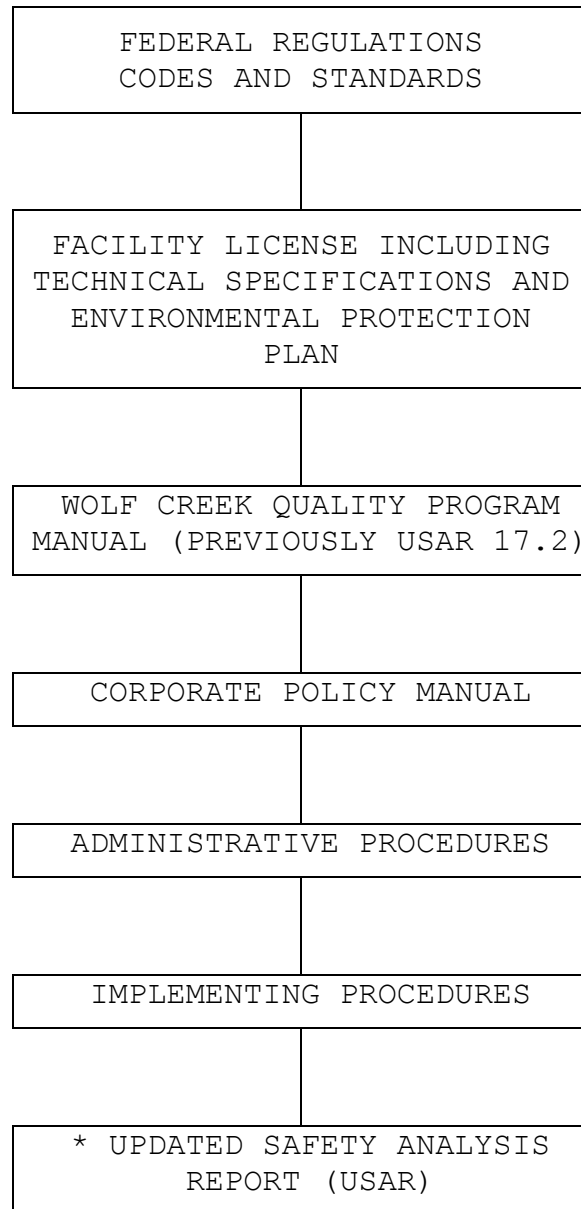 FEDERAL REGULATIONS
CODES AND STANDARDS
FACILITY LICENSE INCLUDING
TECHNICAL SPECIFICATIONS AND
ENVIRONMENTAL PROTECTION
PLAN
WOLF CREEK QUALITY PROGRAM
MANUAL (PREVIOUSLY USAR 17.2)
CORPORATE POLICY MANUAL
ADMINISTRATIVE PROCEDURES
IMPLEMENTING PROCEDURES
* UPDATED SAFETY ANALYSIS
REPORT (USAR)